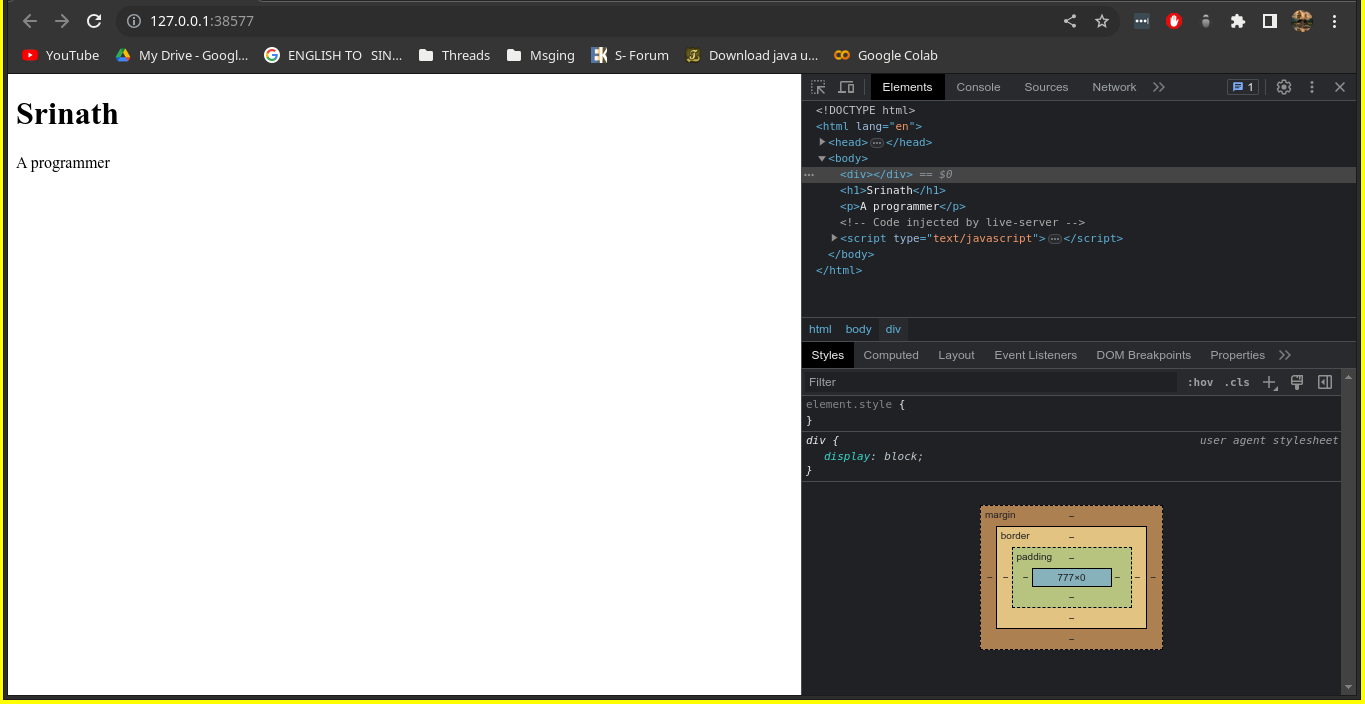 127.0.0.1:38577
YouTube My Drive - Googl... ENGLISH TO SIN... Threads Msging S- Forum Download java u... Google Colab
Srinath
A programmer
Elements Console Sources Network 1
<!DOCTYPE html>
<html lang="en">
<head> ••• </head>
<body>
<div></div> == $0
<h1>Srinath</h1>
<p>A programmer</p>
<!-- Code injected by live-server -->
<script type="text/javascript"> ••• </script>
</body>
</html>
html body div
Styles Computed Layout Event Listeners DOM Breakpoints Properties
Filter :hov .cls
element.style {
}
div { user agent stylesheet
display: block;
}
margin –
border –
padding –
– – – 777×0 – – –
–
–
–